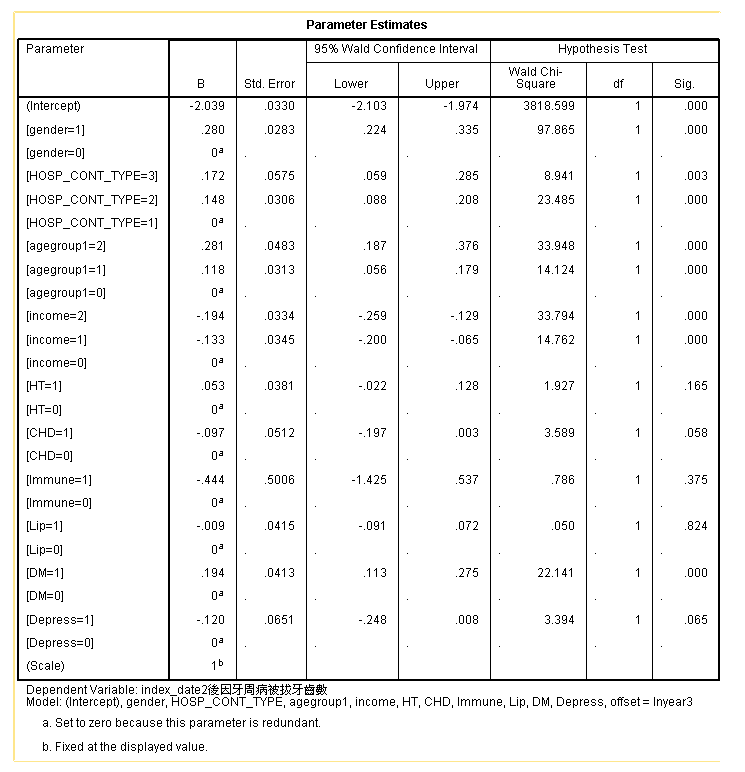 Parameter Estimates
Parameter B Std. Error 95% Wald Confidence Interval Hypothesis Test
Lower Upper Wald Chi-Square df Sig.
(Intercept) -2.039 .0330 -2.103 -1.974 3818.599 1 .000
[gender=1] .280 .0283 .224 .335 97.865 1 .000
[gender=0] 0a . . . . . .
[HOSP_CONT_TYPE=3] .172 .0575 .059 .285 8.941 1 .003
[HOSP_CONT_TYPE=2] .148 .0306 .088 .208 23.485 1 .000
[HOSP_CONT_TYPE=1] 0a . . . . . .
[agegroup1=2] .281 .0483 .187 .376 33.948 1 .000
[agegroup1=1] .118 .0313 .056 .179 14.124 1 .000
[agegroup1=0] 0a . . . . . .
[income=2] -.194 .0334 -.259 -.129 33.794 1 .000
[income=1] -.133 .0345 -.200 -.065 14.762 1 .000
[income=0] 0a . . . . . .
[HT=1] .053 .0381 -.022 .128 1.927 1 .165
[HT=0] 0a . . . . . .
[CHD=1] -.097 .0512 -.197 .003 3.589 1 .058
[CHD=0] 0a . . . . . .
[Immune=1] -.444 .5006 -1.425 .537 .786 1 .375
[Immune=0] 0a . . . . . .
[Lip=1] -.009 .0415 -.091 .072 .050 1 .824
[Lip=0] 0a . . . . . .
[DM=1] .194 .0413 .113 .275 22.141 1 .000
[DM=0] 0a . . . . . .
[Depress=1] -.120 .0651 -.248 .008 3.394 1 .065
[Depress=0] 0a . . . . . .
(Scale) 1b
Dependent Variable: index_date2後因牙周病被拔牙齒數
Model: (Intercept), gender, HOSP_CONT_TYPE, agegroup1, income, HT, CHD, Immune, Lip, DM, Depress, offset = lnyear3
a. Set to zero because this parameter is redundant.
b. Fixed at the displayed value.